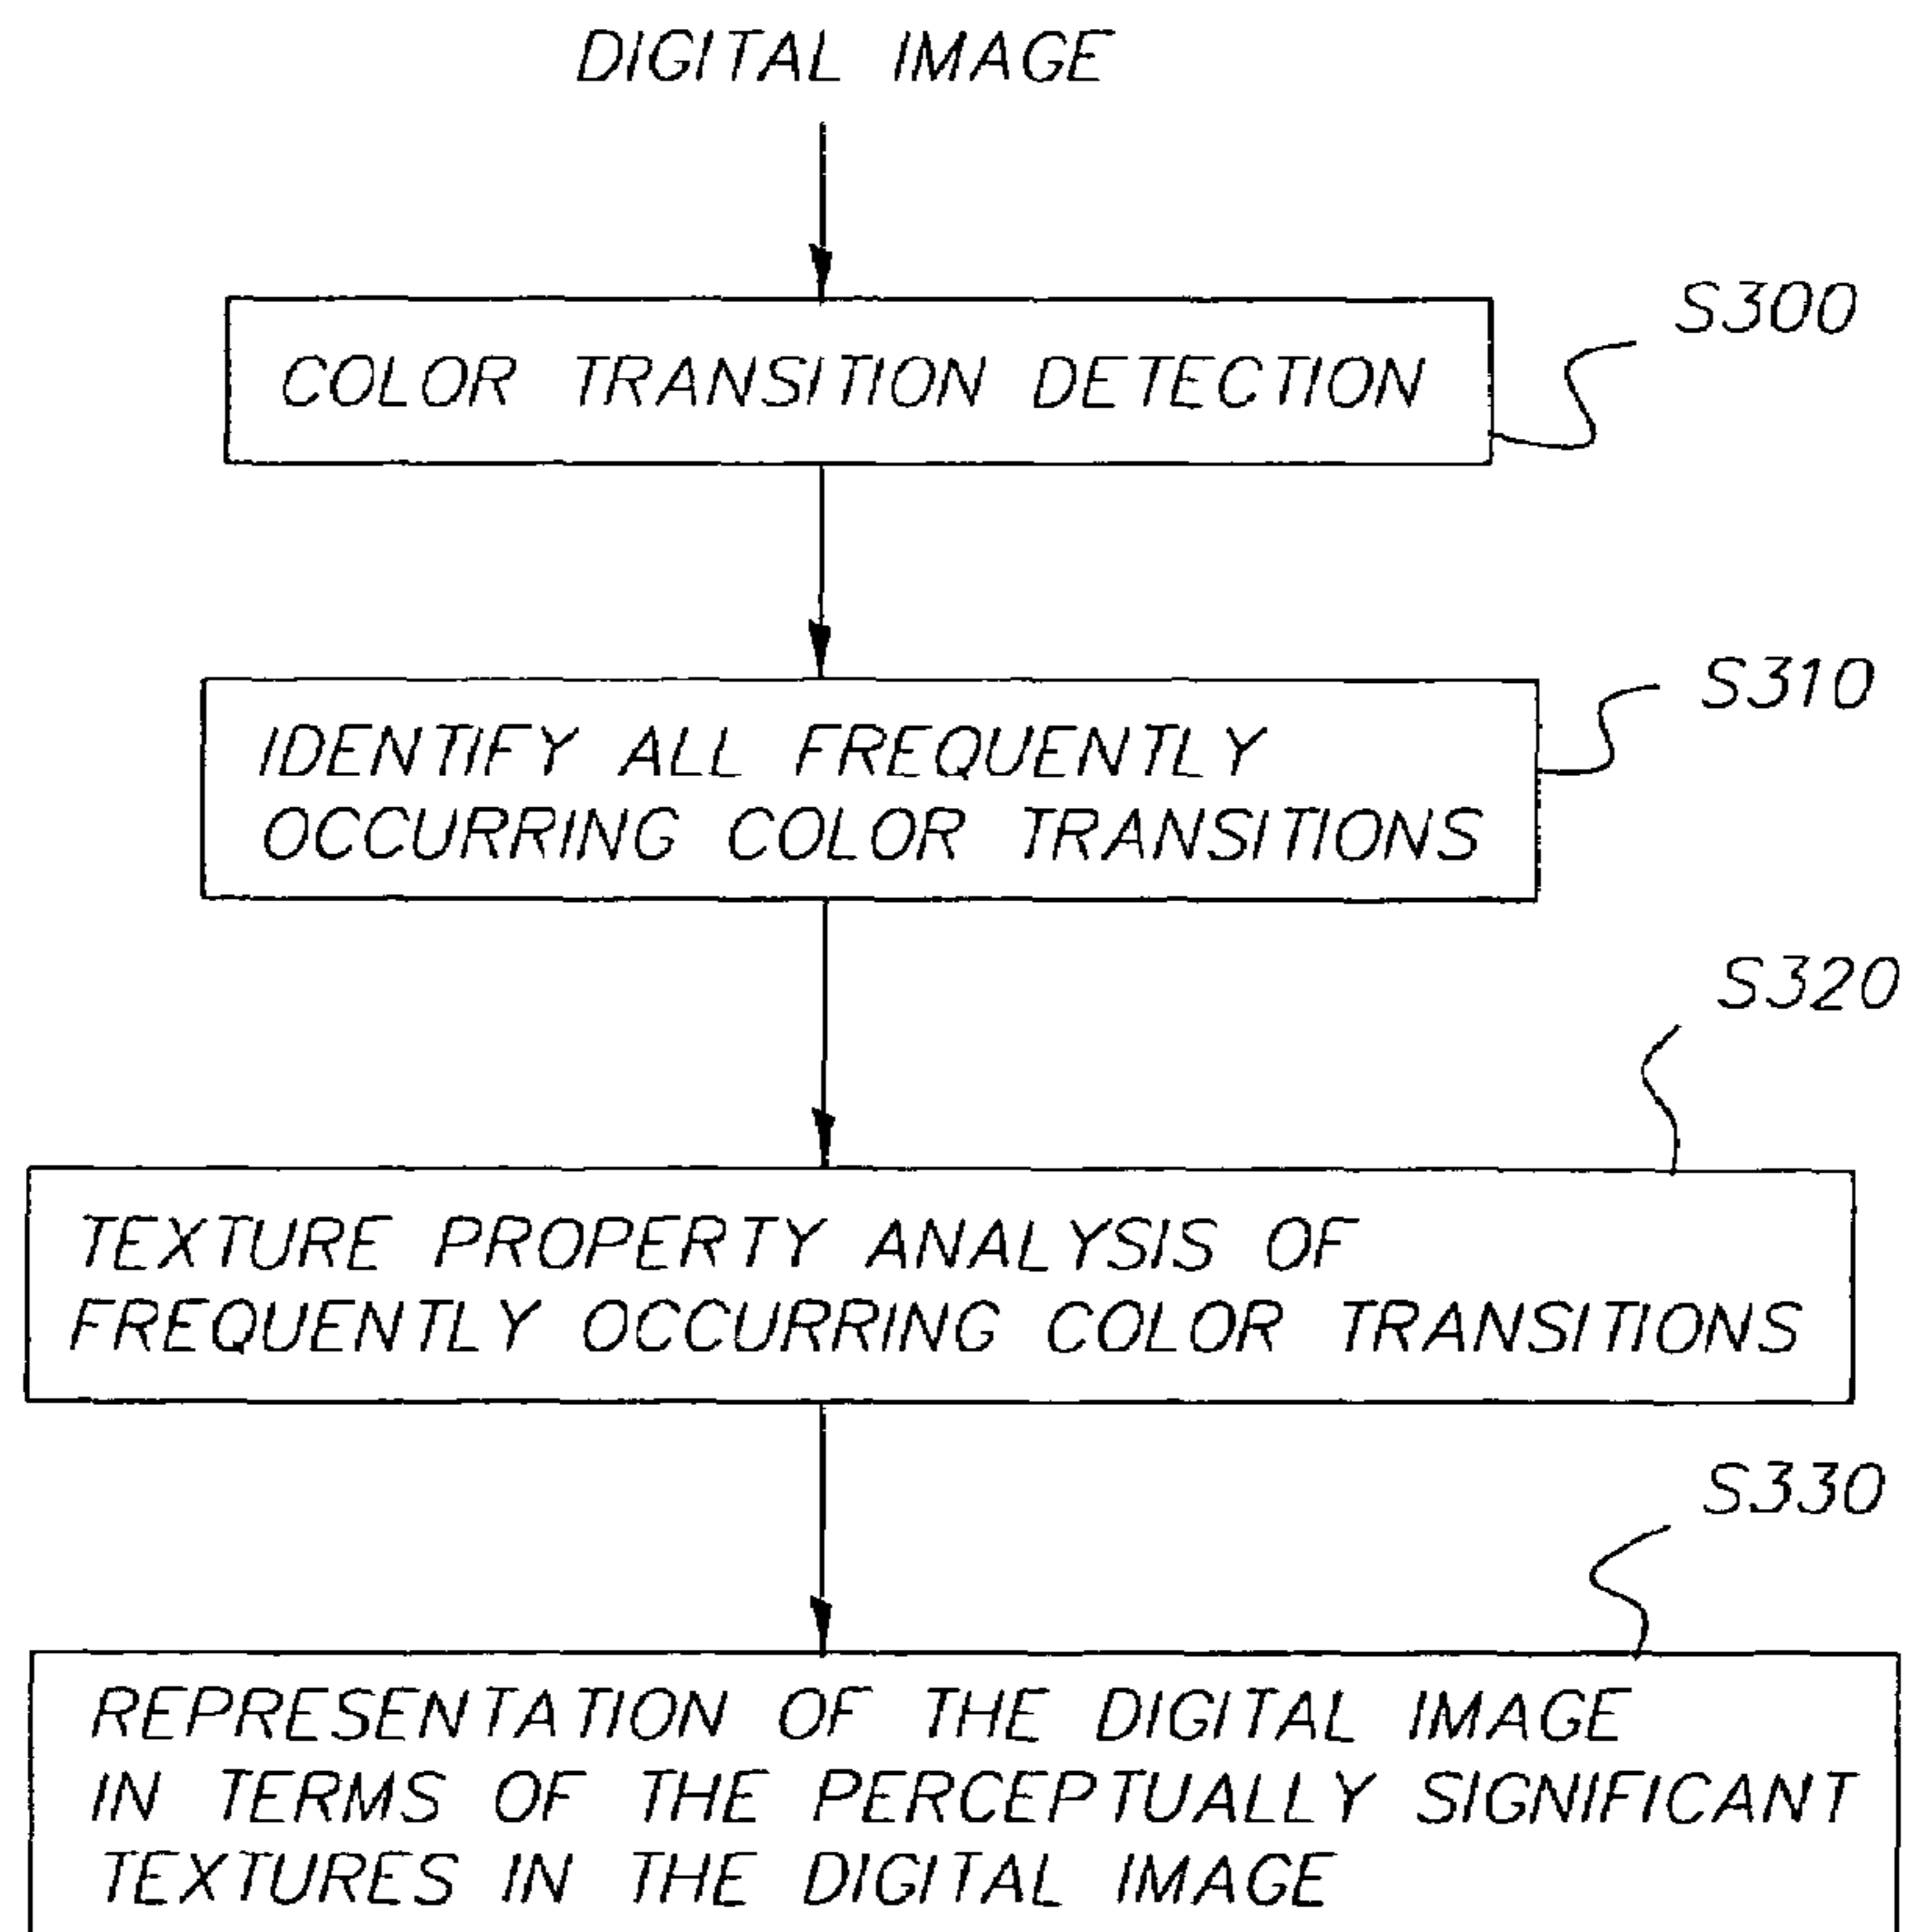 DIGITAL IMAGE
S300
COLOR TRANSITION DETECTION
S310
IDENTIFY ALL FREQUENTLY
OCCURRING COLOR TRANSITIONS
S320
TEXTURE PROPERTY ANALYSIS OF
FREQUENTLY OCCURRING COLOR TRANSITIONS
S330
REPRESENTATION OF THE DIGITAL IMAGE
IN TERMS OF THE PERCEPTUALLY SIGNIFICANT
TEXTURES IN THE DIGITAL IMAGE